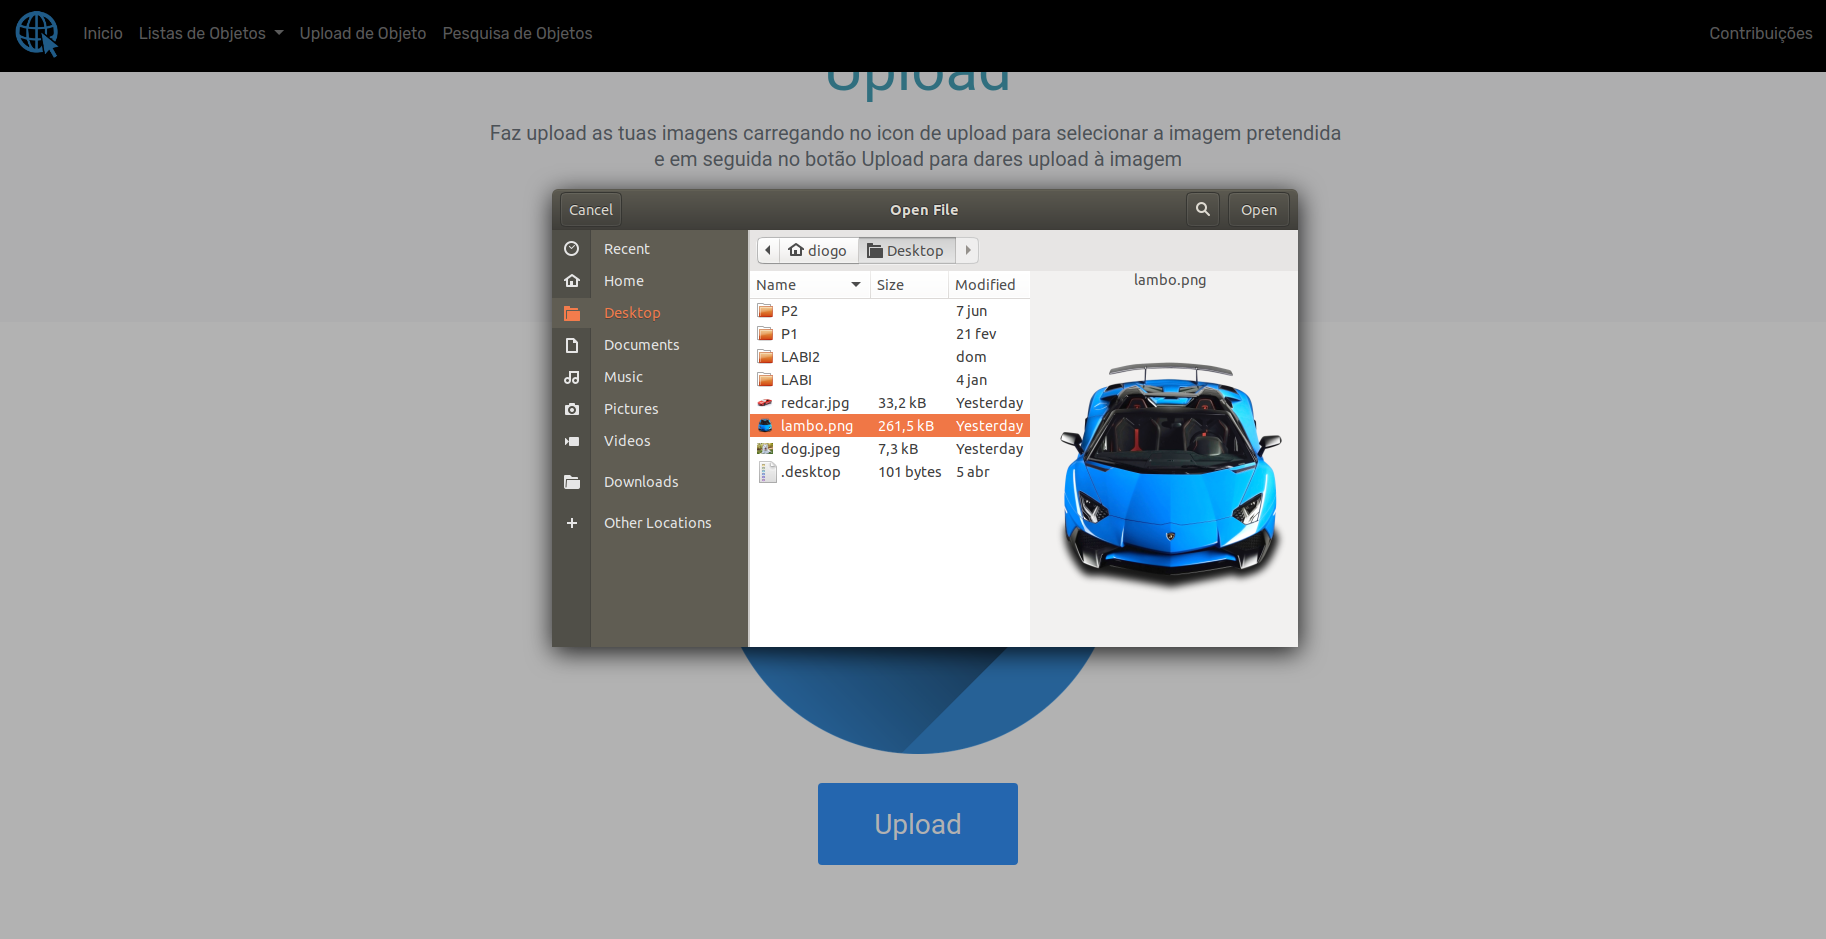 Inicio Listas de Objetos Upload de Objeto Pesquisa de Objetos Contribuições
Upload
Faz upload as tuas imagens carregando no icon de upload para selecionar a imagem pretendida
e em seguida no botão Upload para dares upload à imagem
Cancel Open File Open
Recent
Home
Desktop
Documents
Music
Pictures
Videos
Downloads
Other Locations
diogo Desktop
Name Size Modified
P2 7 jun
P1 21 fev
LABI2 dom
LABI 4 jan
redcar.jpg 33,2 kB Yesterday
lambo.png 261,5 kB Yesterday
dog.jpeg 7,3 kB Yesterday
.desktop 101 bytes 5 abr
lambo.png
Upload